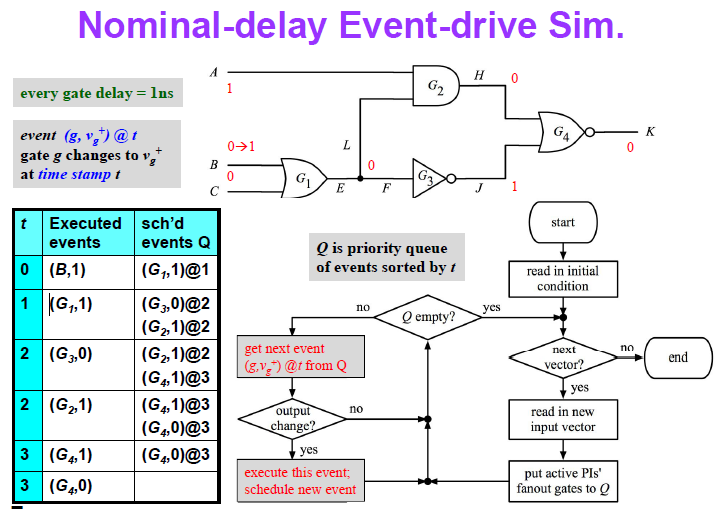 Nominal-delay Event-drive Sim.
every gate delay = 1ns
event (g, v_g^+) @ t
gate g changes to v_g^+
at time stamp t
A
1
0→1
B
0
C
G1
E
L
0
F
G2
H
0
G3
J
1
G4
K
0
t Executed events sch'd events Q
0 (B,1) (G1,1)@1
1 (G1,1) (G3,0)@2
(G2,1)@2
2 (G3,0) (G2,1)@2
(G4,1)@3
2 (G2,1) (G4,1)@3
(G4,0)@3
3 (G4,1) (G4,0)@3
3 (G4,0)
Q is priority queue
of events sorted by t
start
read in initial
condition
no
Q empty?
yes
next
vector?
no
end
yes
read in new
input vector
put active PIs'
fanout gates to Q
get next event
(g,v_g^+) @t from Q
output
change?
no
yes
execute this event;
schedule new event